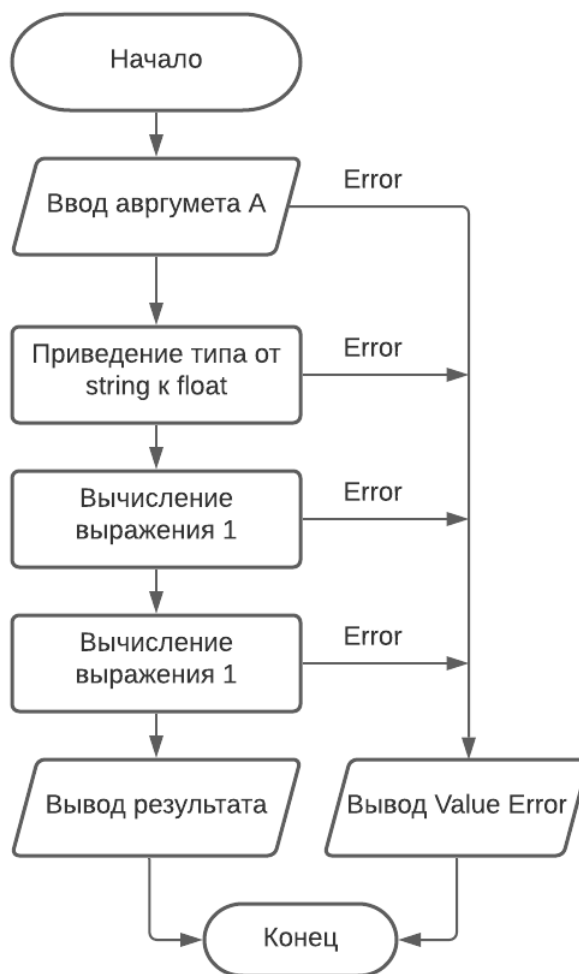 Начало
Ввод авргумета А
Error
Приведение типа от
string к float
Error
Вычисление
выражения 1
Error
Вычисление
выражения 1
Error
Вывод результата
Вывод Value Error
Конец